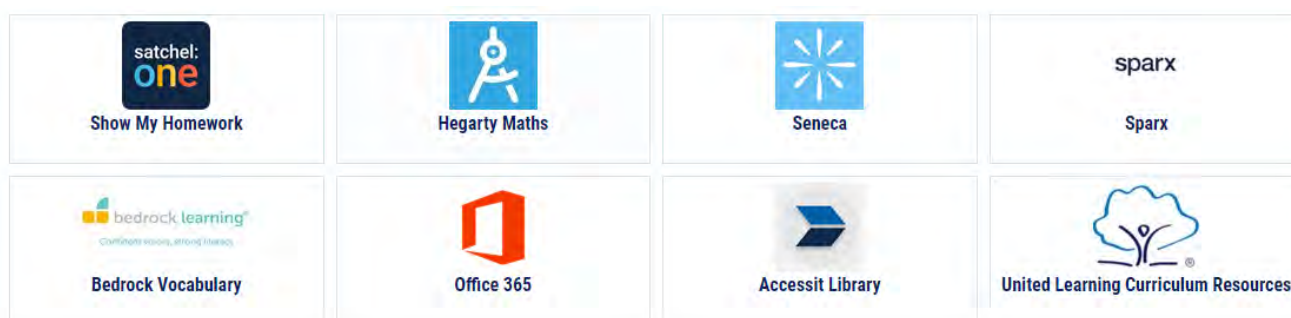 satchel:
one
Show My Homework
Hegarty Maths
Seneca
sparx
Sparx
bedrock learning®
Bedrock Vocabulary
Office 365
Accessit Library
®
United Learning Curriculum Resources